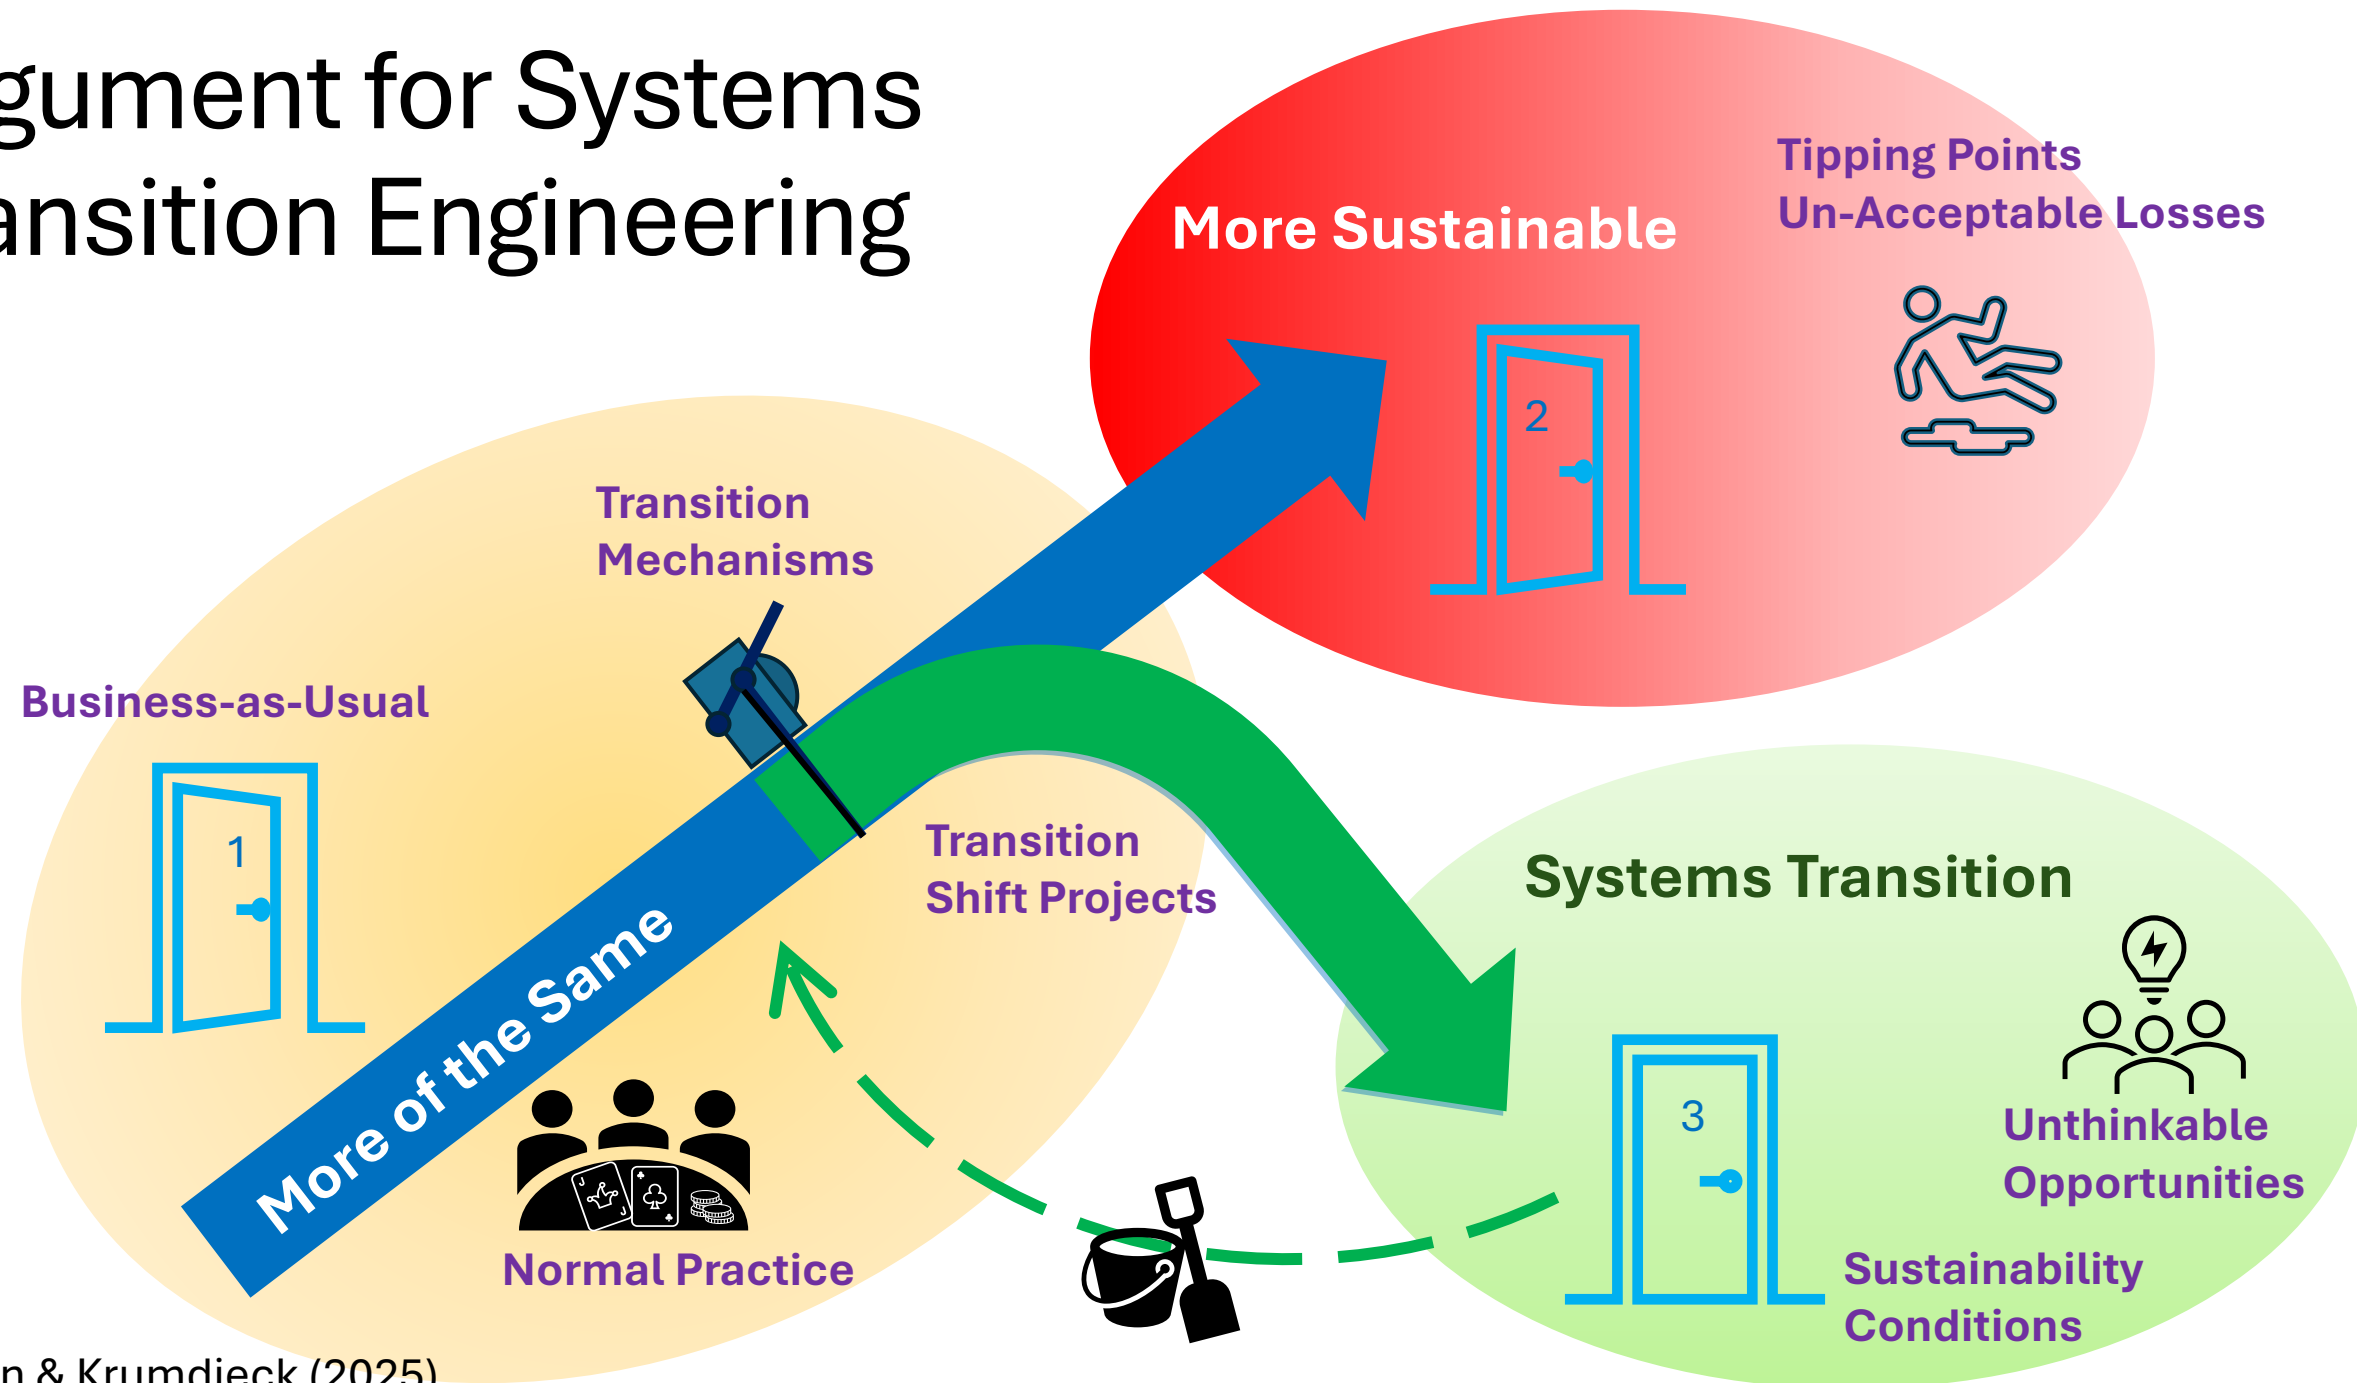 gument for Systems
ansition Engineering
More Sustainable
Tipping Points
Un-Acceptable Losses
2
Transition
Mechanisms
Business-as-Usual
1
Transition
Shift Projects
More of the Same
Systems Transition
3
Unthinkable
Opportunities
Normal Practice
Sustainability
Conditions
n & Krumdieck (2025)